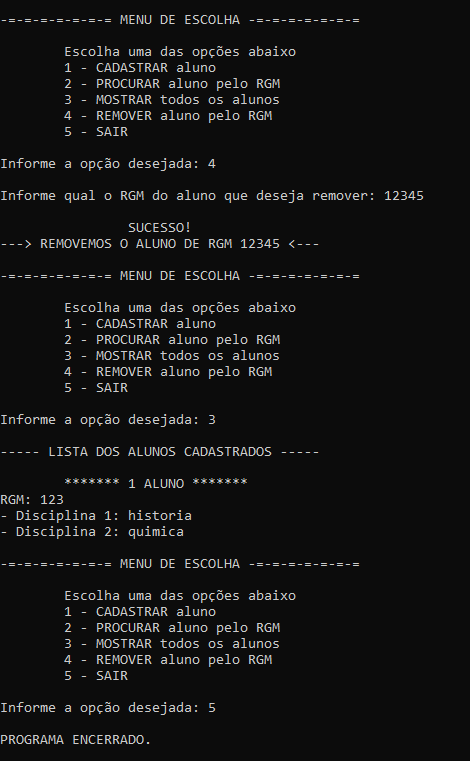 -=-=-=-=-=-=-= MENU DE ESCOLHA -=-=-=-=-=-=-=
Escolha uma das opções abaixo
1 - CADASTRAR aluno
2 - PROCURAR aluno pelo RGM
3 - MOSTRAR todos os alunos
4 - REMOVER aluno pelo RGM
5 - SAIR
Informe a opção desejada: 4
Informe qual o RGM do aluno que deseja remover: 12345
SUCESSO!
---> REMOVEMOS O ALUNO DE RGM 12345 <---
-=-=-=-=-=-=-= MENU DE ESCOLHA -=-=-=-=-=-=-=
Escolha uma das opções abaixo
1 - CADASTRAR aluno
2 - PROCURAR aluno pelo RGM
3 - MOSTRAR todos os alunos
4 - REMOVER aluno pelo RGM
5 - SAIR
Informe a opção desejada: 3
----- LISTA DOS ALUNOS CADASTRADOS -----
******* 1 ALUNO *******
RGM: 123
- Disciplina 1: historia
- Disciplina 2: quimica
-=-=-=-=-=-=-= MENU DE ESCOLHA -=-=-=-=-=-=-=
Escolha uma das opções abaixo
1 - CADASTRAR aluno
2 - PROCURAR aluno pelo RGM
3 - MOSTRAR todos os alunos
4 - REMOVER aluno pelo RGM
5 - SAIR
Informe a opção desejada: 5
PROGRAMA ENCERRADO.